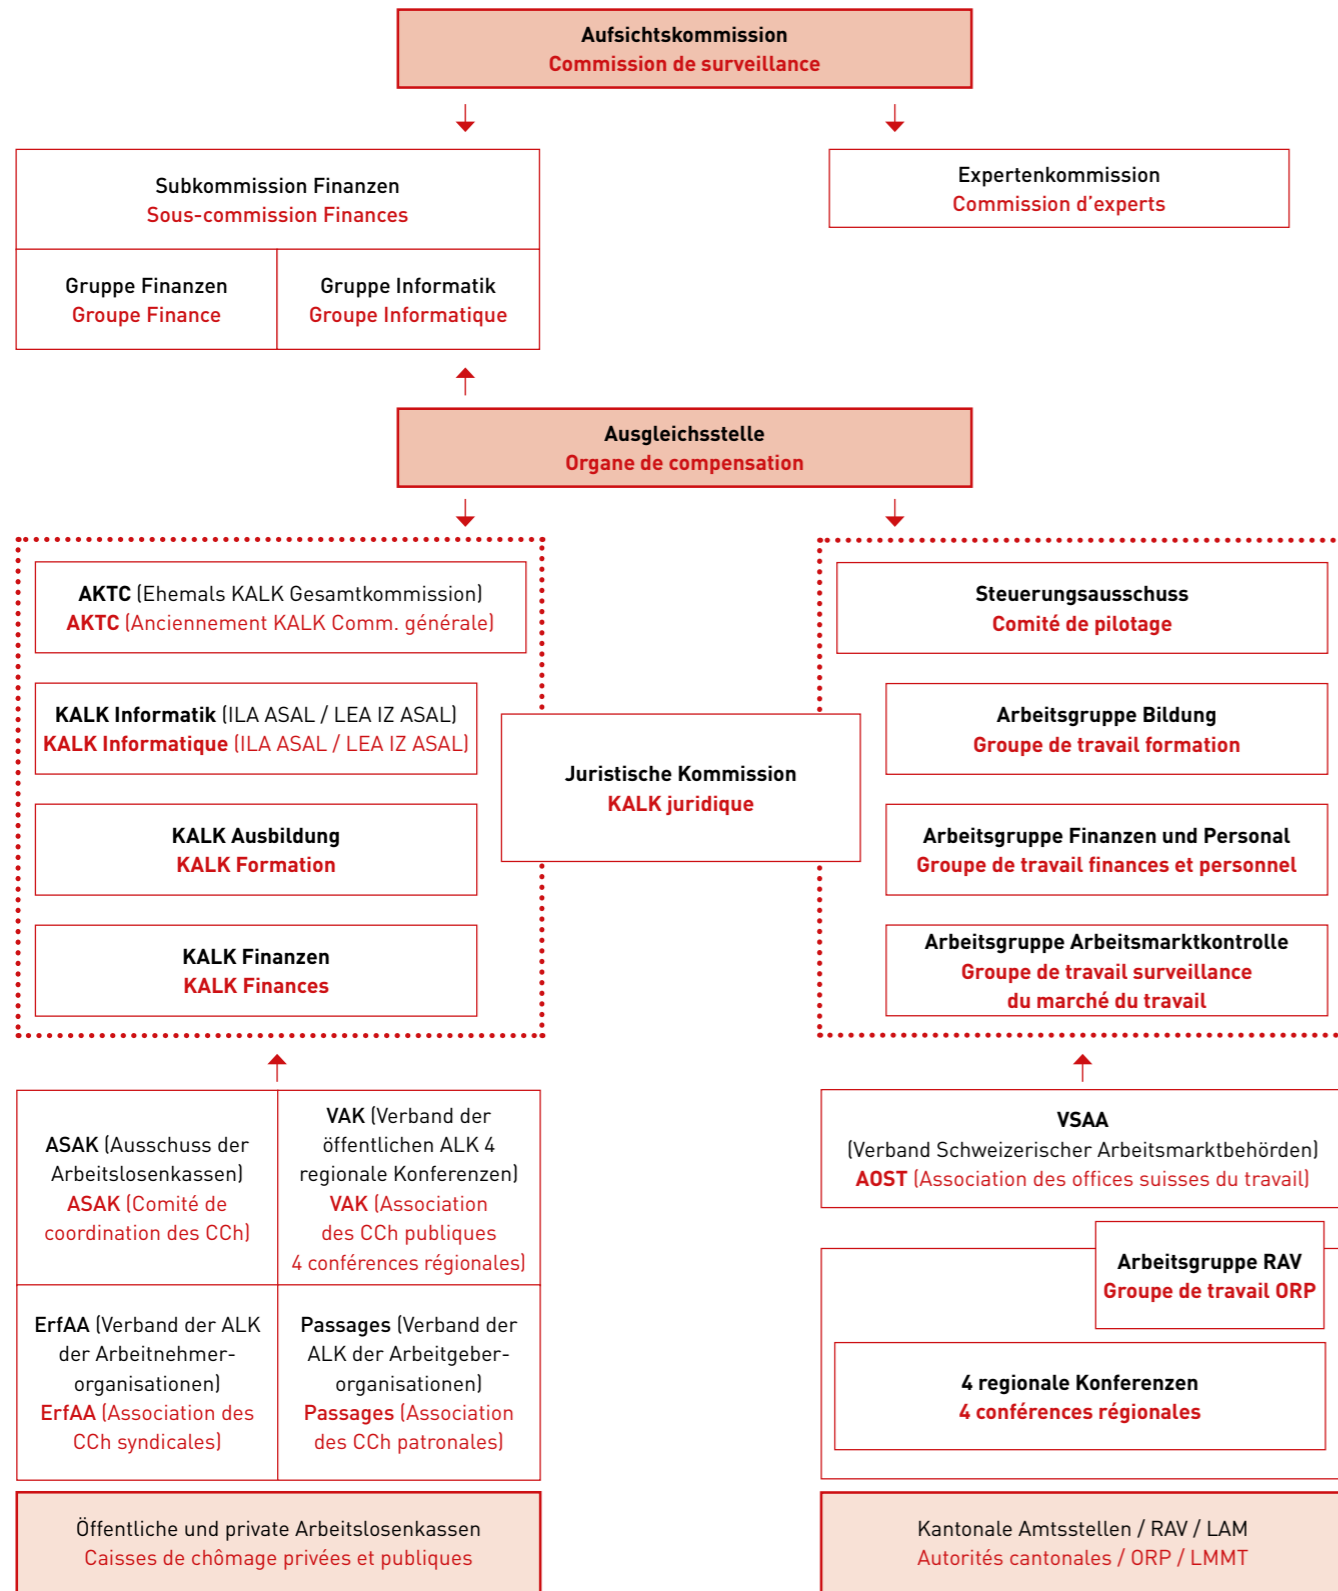 Aufsichtskommission
Commission de surveillance
Subkommission Finanzen
Sous-commission Finances
Gruppe Finanzen
Groupe Finance
Gruppe Informatik
Groupe Informatique
Expertenkommission
Commission d’experts
Ausgleichsstelle
Organe de compensation
AKTC (Ehemals KALK Gesamtkommission)
AKTC (Anciennement KALK Comm. générale)
KALK Informatik (ILA ASAL / LEA IZ ASAL)
KALK Informatique (ILA ASAL / LEA IZ ASAL)
KALK Ausbildung
KALK Formation
KALK Finanzen
KALK Finances
Juristische Kommission
KALK juridique
Steuerungsausschuss
Comité de pilotage
Arbeitsgruppe Bildung
Groupe de travail formation
Arbeitsgruppe Finanzen und Personal
Groupe de travail finances et personnel
Arbeitsgruppe Arbeitsmarktkontrolle
Groupe de travail surveillance
du marché du travail
ASAK (Ausschuss der
Arbeitslosenkassen)
ASAK (Comité de
coordination des CCh)
VAK (Verband der
öffentlichen ALK 4
regionale Konferenzen)
VAK (Association
des CCh publiques
4 conférences régionales)
ErfAA (Verband der ALK
der Arbeitnehmer-
organisationen)
ErfAA (Association des
CCh syndicales)
Passages (Verband der
ALK der Arbeitgeber-
organisationen)
Passages (Association
des CCh patronales)
Öffentliche und private Arbeitslosenkassen
Caisses de chômage privées et publiques
VSAA
(Verband Schweizerischer Arbeitsmarktbehörden)
AOST (Association des offices suisses du travail)
Arbeitsgruppe RAV
Groupe de travail ORP
4 regionale Konferenzen
4 conférences régionales
Kantonale Amtsstellen / RAV / LAM
Autorités cantonales / ORP / LMMT